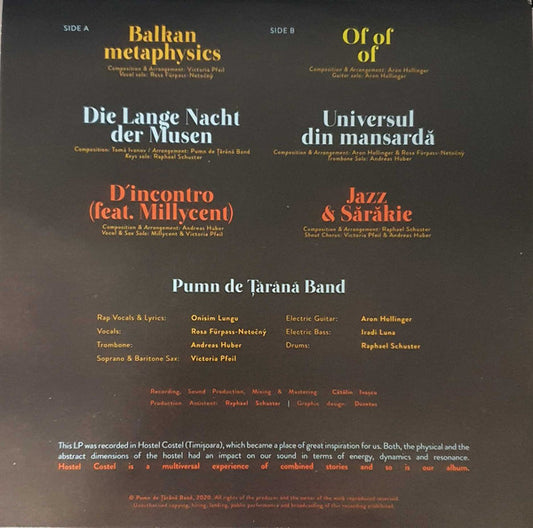 SIDE A
Balkan
metaphysics
Composition & Arrangement: Victoria Pfeil
Vocal solo: Rosa Fürpass-Netočný
Die Lange Nacht
der Musen
Composition: Tomá Ivanov / Arrangement: Pumn de Țărână Band
Keys solo: Raphael Schuster
D'incontro
(feat. Millycent)
Composition & Arrangement: Andreas Huber
Vocal & Sax Solo: Millycent & Victoria Pfeil
SIDE B
Of of
of
Composition & Arrangement: Aron Hollinger
Guitar solo: Aron Hollinger
Universul
din mansardă
Composition & Arrangement: Aron Hollinger & Rosa Fürpass-Netočný
Trombone Solo: Andreas Huber
Jazz
& Sărăkie
Composition & Arrangement: Raphael Schuster
Shout Chorus: Victoria Pfeil & Andreas Huber
Pumn de Țărână Band
Rap Vocals & Lyrics: Onisim Lungu
Vocals: Rosa Fürpass-Netočný
Trombone: Andreas Huber
Soprano & Baritone Sax: Victoria Pfeil
Electric Guitar: Aron Hollinger
Electric Bass: Iradi Luna
Drums: Raphael Schuster
Recording, Sound Production, Mixing & Mastering: Cătălin Ivașcu
Production Assistent: Raphael Schuster | Graphic design: Duzetus
This LP was recorded in Hostel Costel (Timișoara), which became a place of great inspiration for us. Both, the physical and the
abstract dimensions of the hostel had an impact on our sound in terms of energy, dynamics and resonance.
Hostel Costel is a multiversal experience of combined stories and so is our album.
© Pumn de Țărână Band, 2020. All rights of the producer and the owner of the work reproduced reserved.
Unauthorised copying, hiring, lending, public performance and broadcasting of this recording prohibited.